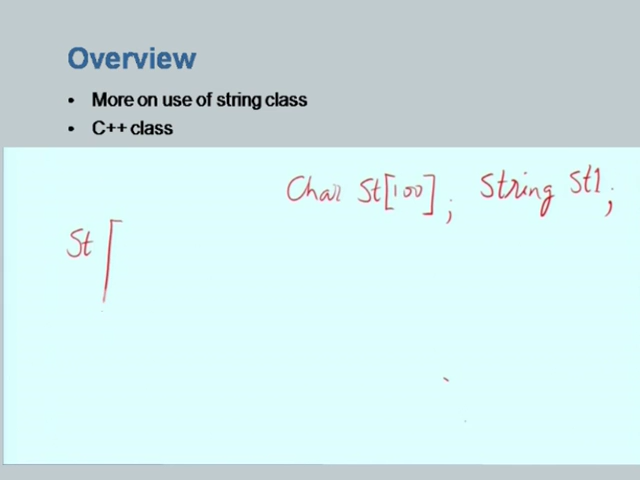 Overview
• More on use of string class
• C++ class
Char St[100]; String St1;
St [